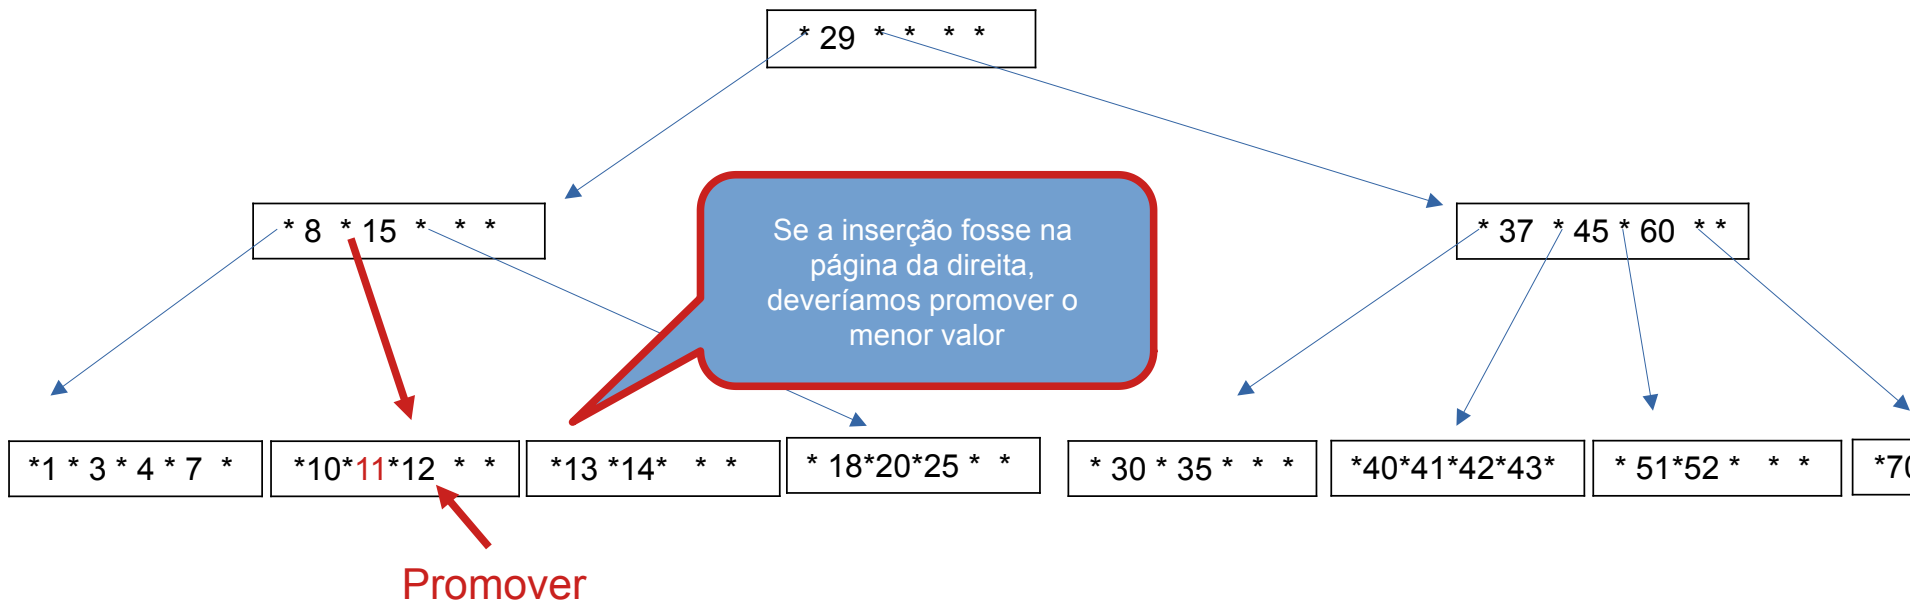 * 29 * * * *
* 8 * 15 * * *
Se a inserção fosse na
página da direita,
deveríamos promover o
menor valor
* 37 * 45 * 60 * *
*1 * 3 * 4 * 7 *
*10*11*12 * *
*13 *14* * *
* 18*20*25 * *
* 30 * 35 * * *
*40*41*42*43*
* 51*52 * * *
*70
Promover